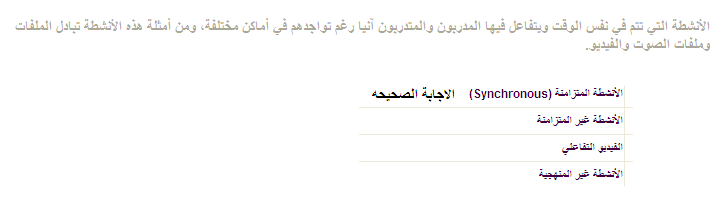 الأنشطة التي تتم في نفس الوقت ويتفاعل فيها المدربون والمتدربون آنيا رغم تواجدهم في أماكن مختلفة، ومن أمثلة هذه الأنشطة تبادل الملفات
وملفات الصوت والفيديو.
الأنشطة المتزامنة (Synchronous) الاجابة الصحيحه
الأنشطة غير المتزامنة
الفيديو التفاعلي
الأنشطة غير المنهجية